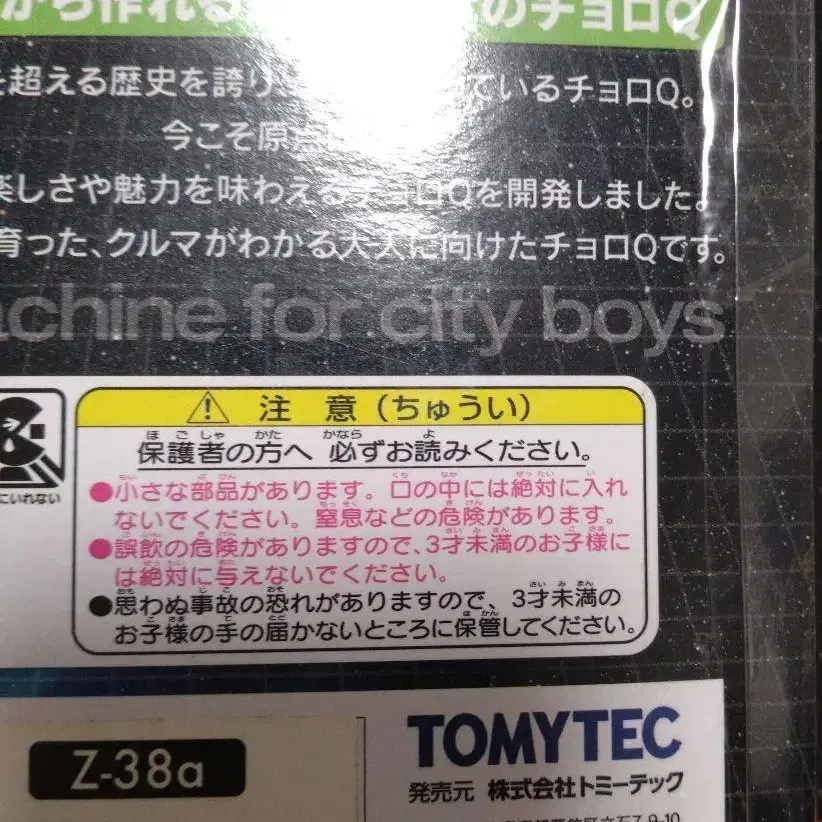 から作れる のチョロQ
超える歴史を誇り ているチョロQ。
今こそ原点
楽しさや魅力を味わえるチョロQを開発しました。
育った、クルマがわかる大人に向けたチョロQです。
achine for city boys
⚠ 注 意（ちゅうい）
保護者の方へ 必ずお読みください。
●小さな部品があります。口の中には絶対に入れ
ないでください。窒息などの危険があります。
にいれない
●誤飲の危険がありますので、3才未満のお子様に
は絶対に与えないでください。
●思わぬ事故の恐れがありますので、3才未満の
お子様の手の届かないところに保管してください。
TOMYTEC
Z-38a
発売元 株式会社トミーテック